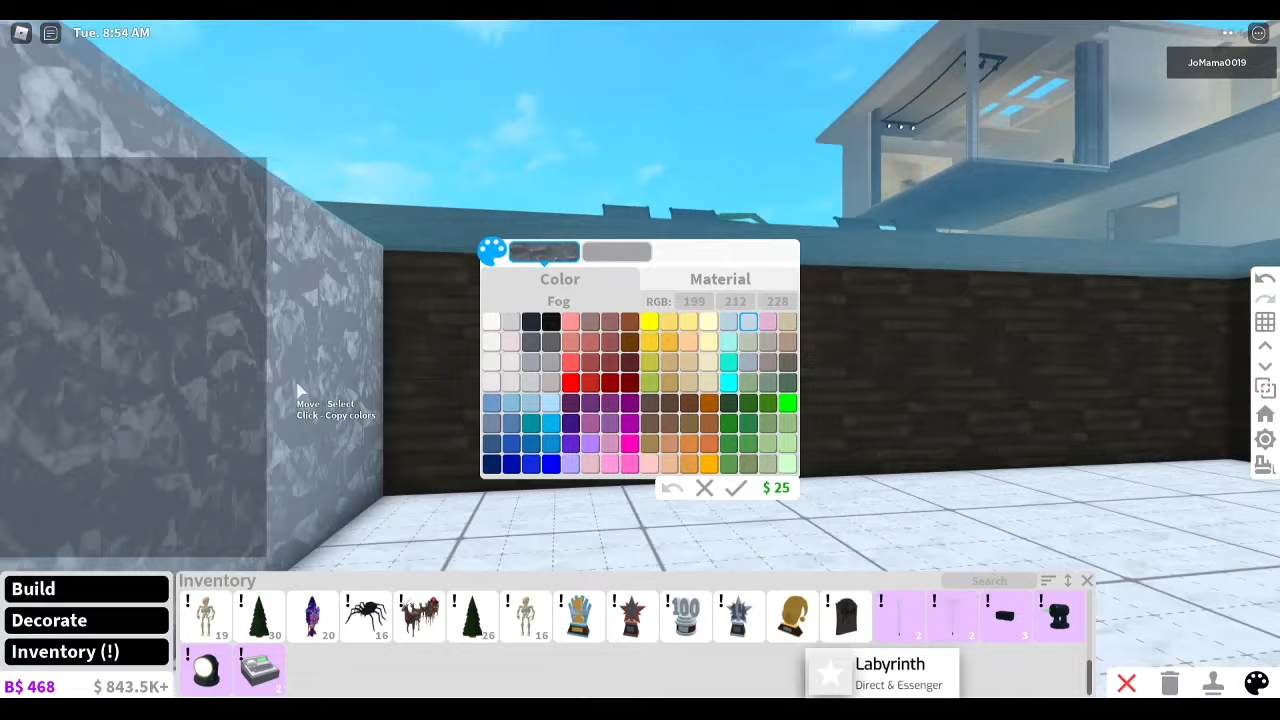 Tue. 8:54 AM
JoMama0019
Color
Material
Fog
RGB: 199 212 228
Move - Select
Click - Copy colors
$ 25
Build
Decorate
Inventory (!)
B$ 468
$ 843.5K+
Inventory
Search
! 19
! 30
20
! 16
!
! 26
! 16
!
!
! 100
!
!
! 2
! 2
! 3
!
!
! 2
Labyrinth
Direct & Essenger